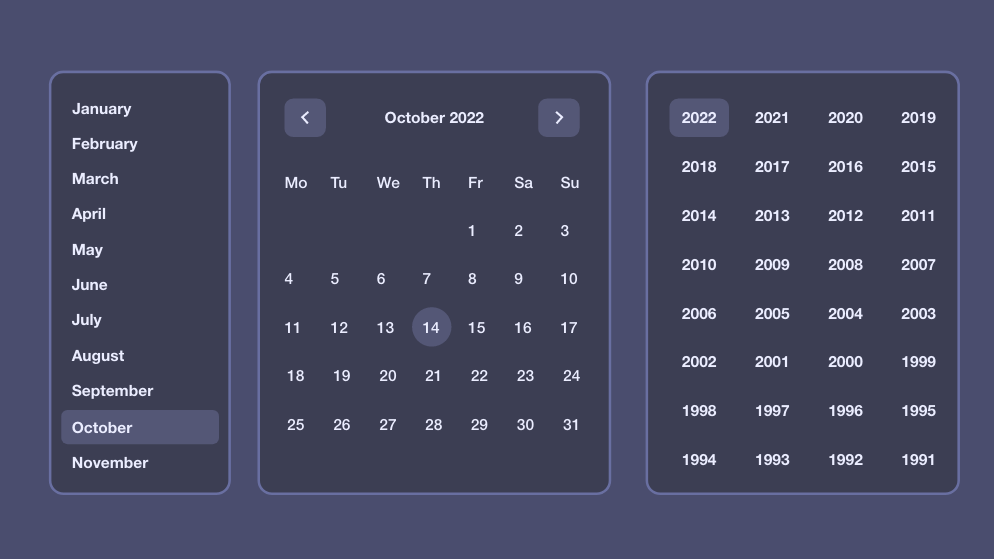 January
February
March
April
May
June
July
August
September
October
November
October 2022
Mo Tu We Th Fr Sa Su
1 2 3
4 5 6 7 8 9 10
11 12 13 14 15 16 17
18 19 20 21 22 23 24
25 26 27 28 29 30 31
2022 2021 2020 2019
2018 2017 2016 2015
2014 2013 2012 2011
2010 2009 2008 2007
2006 2005 2004 2003
2002 2001 2000 1999
1998 1997 1996 1995
1994 1993 1992 1991